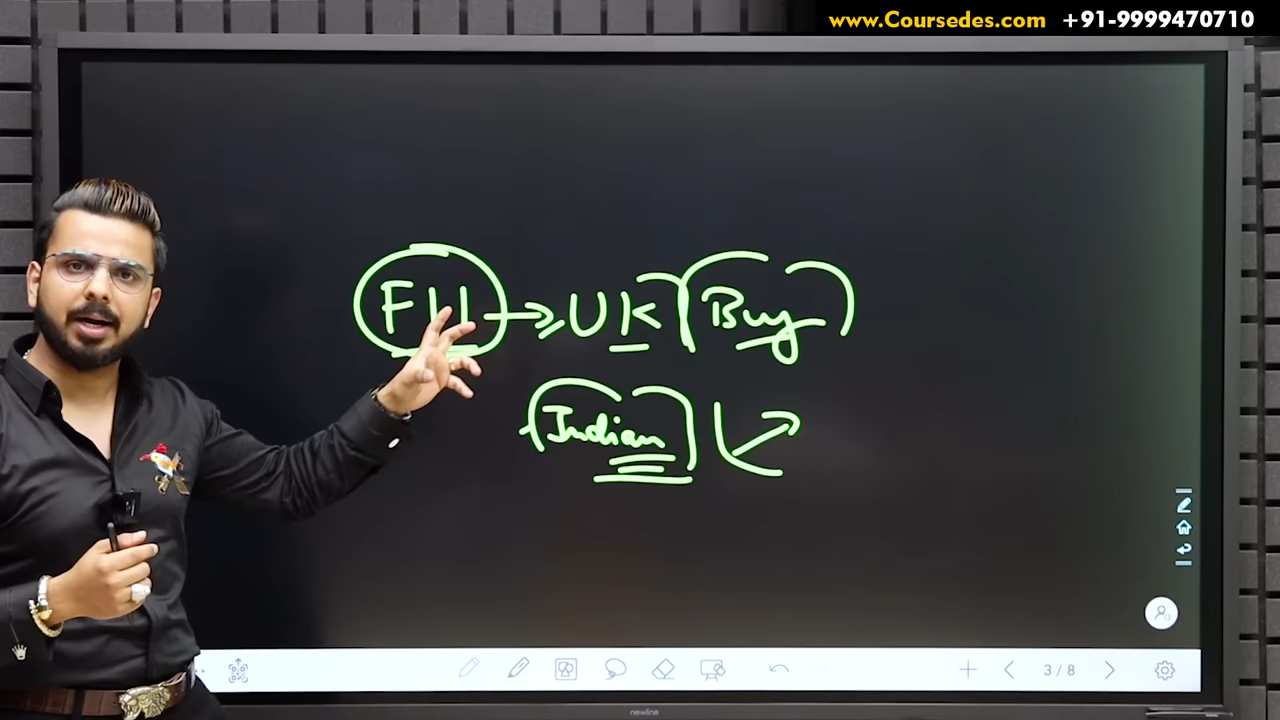 www.Coursedes.com +91-9999470710
FII → UK (Buy)
(Indian)
3/8
newline